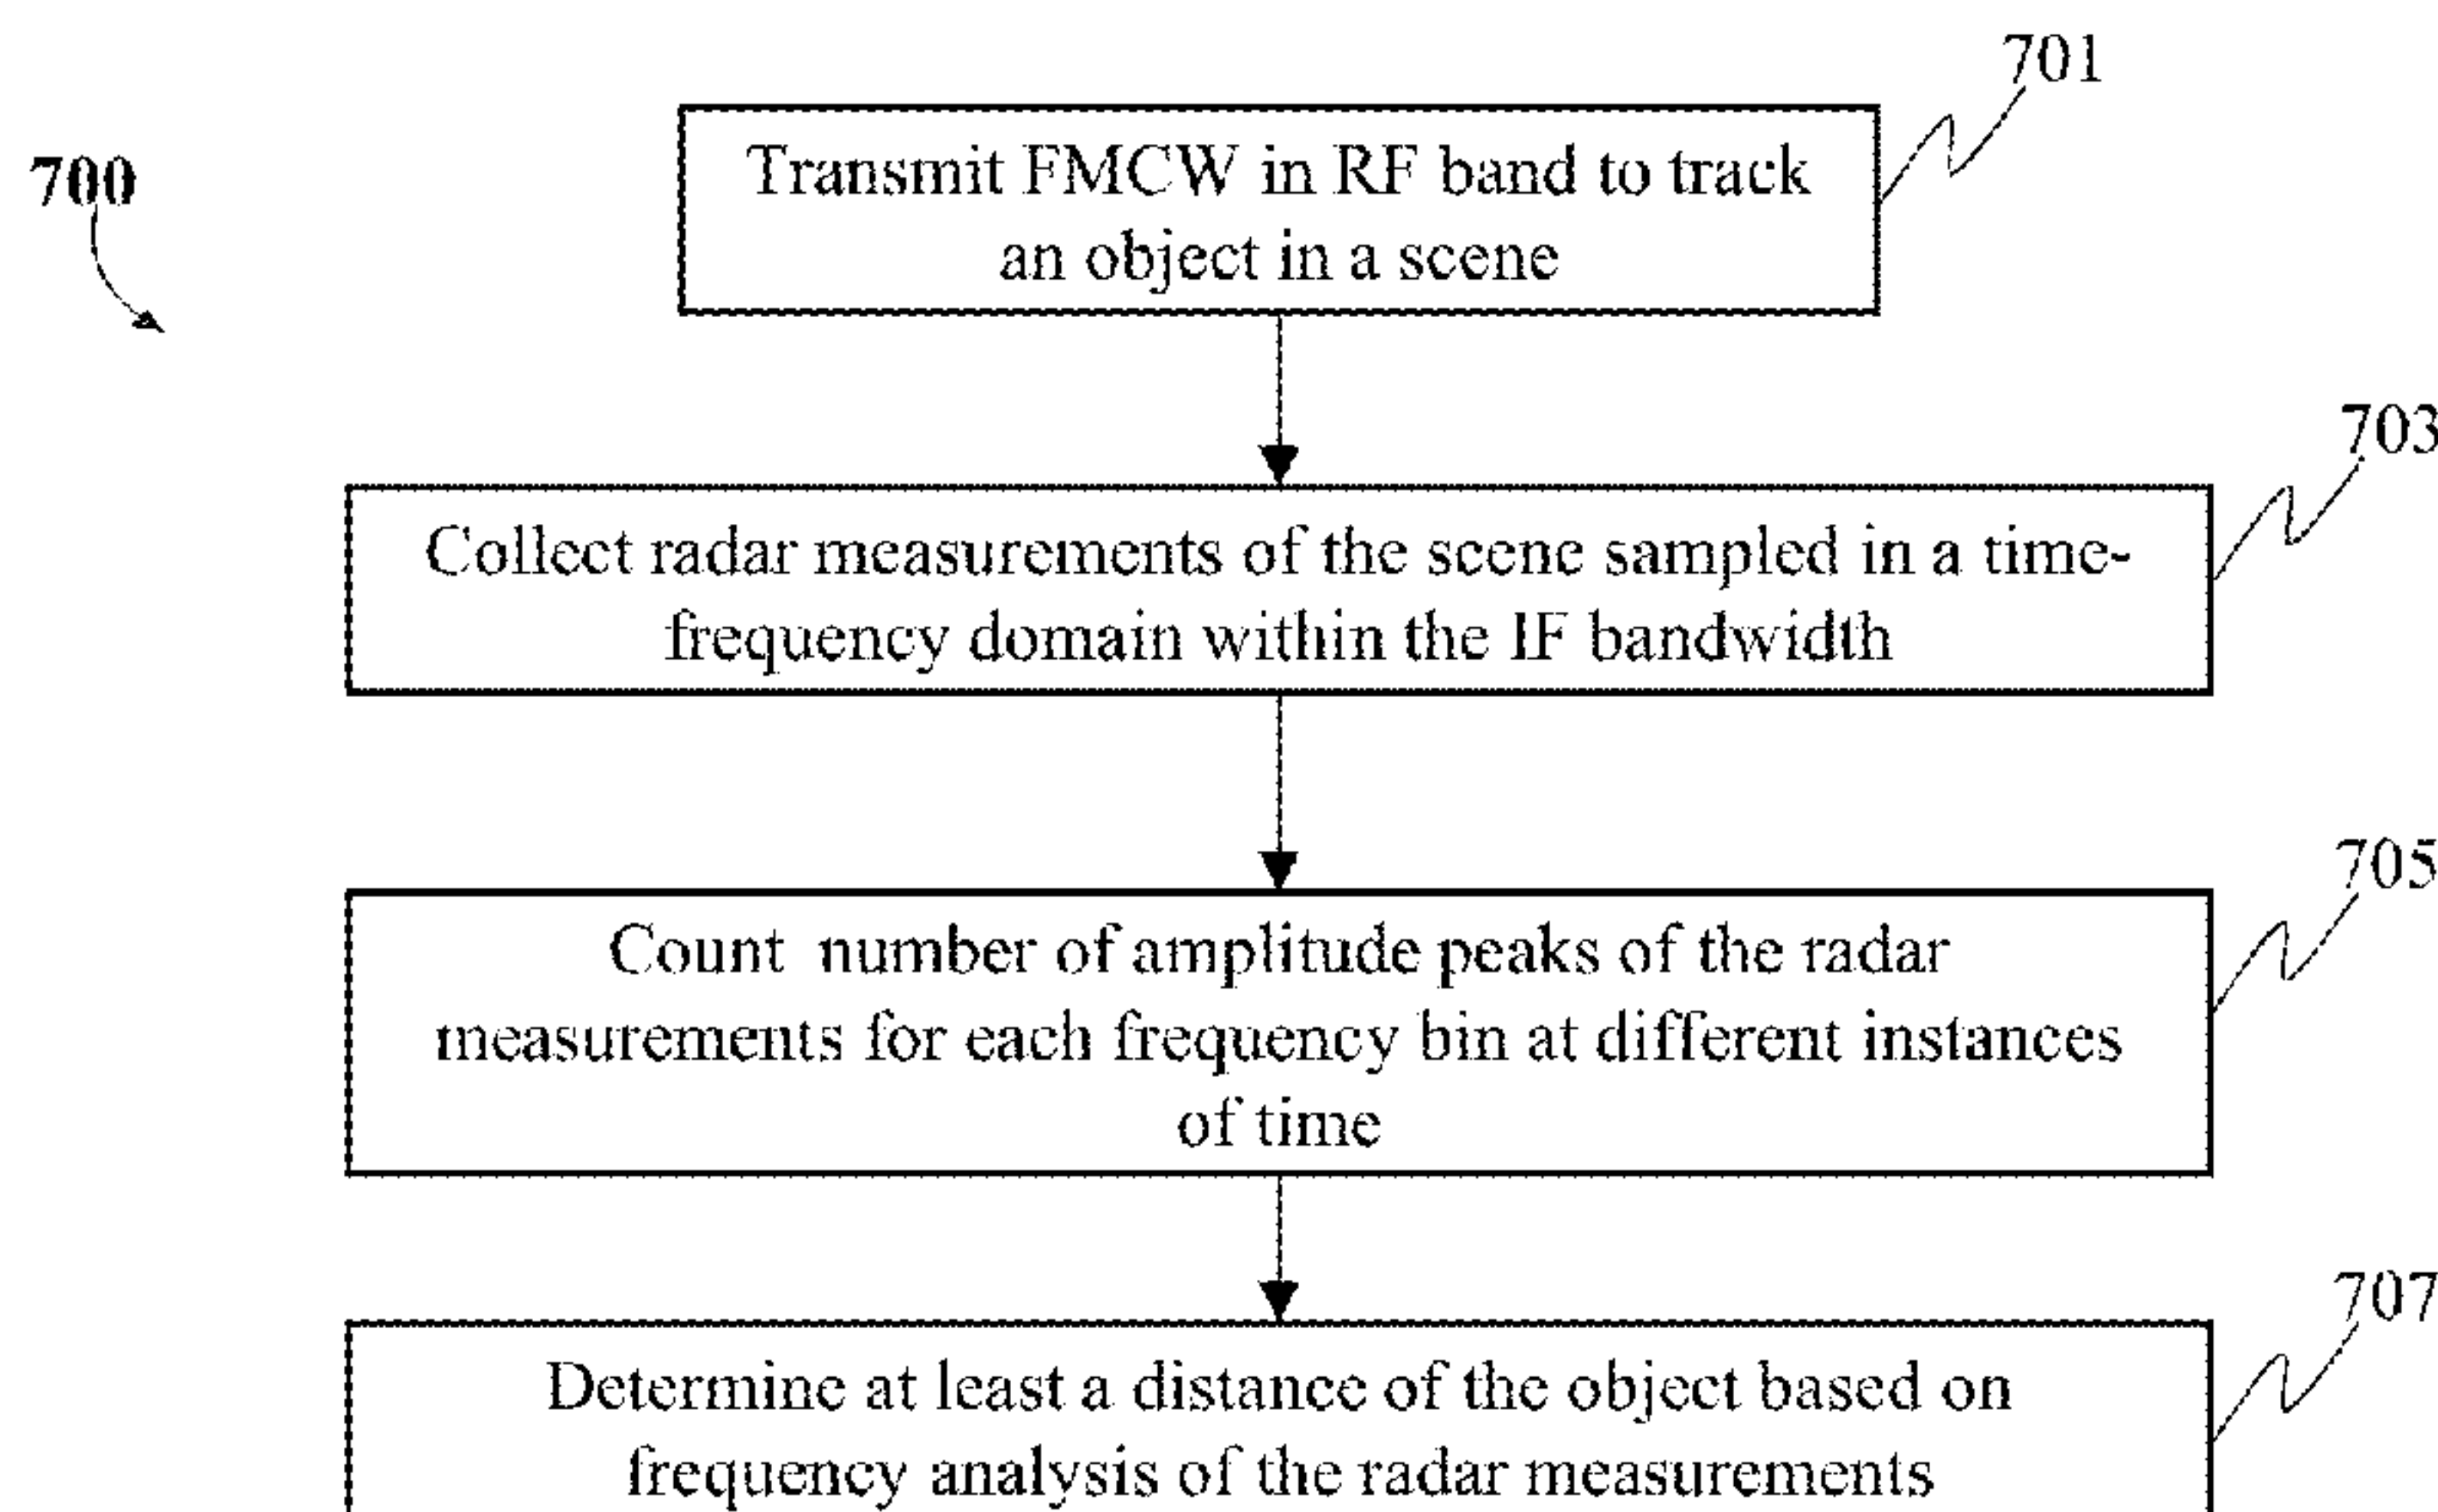 701
700
Transmit FMCW in RF band to track
an object in a scene
703
Collect radar measurements of the scene sampled in a time-
frequency domain within the IF bandwidth
705
Count number of amplitude peaks of the radar
measurements for each frequency bin at different instances
of time
707
Determine at least a distance of the object based on
frequency analysis of the radar measurements